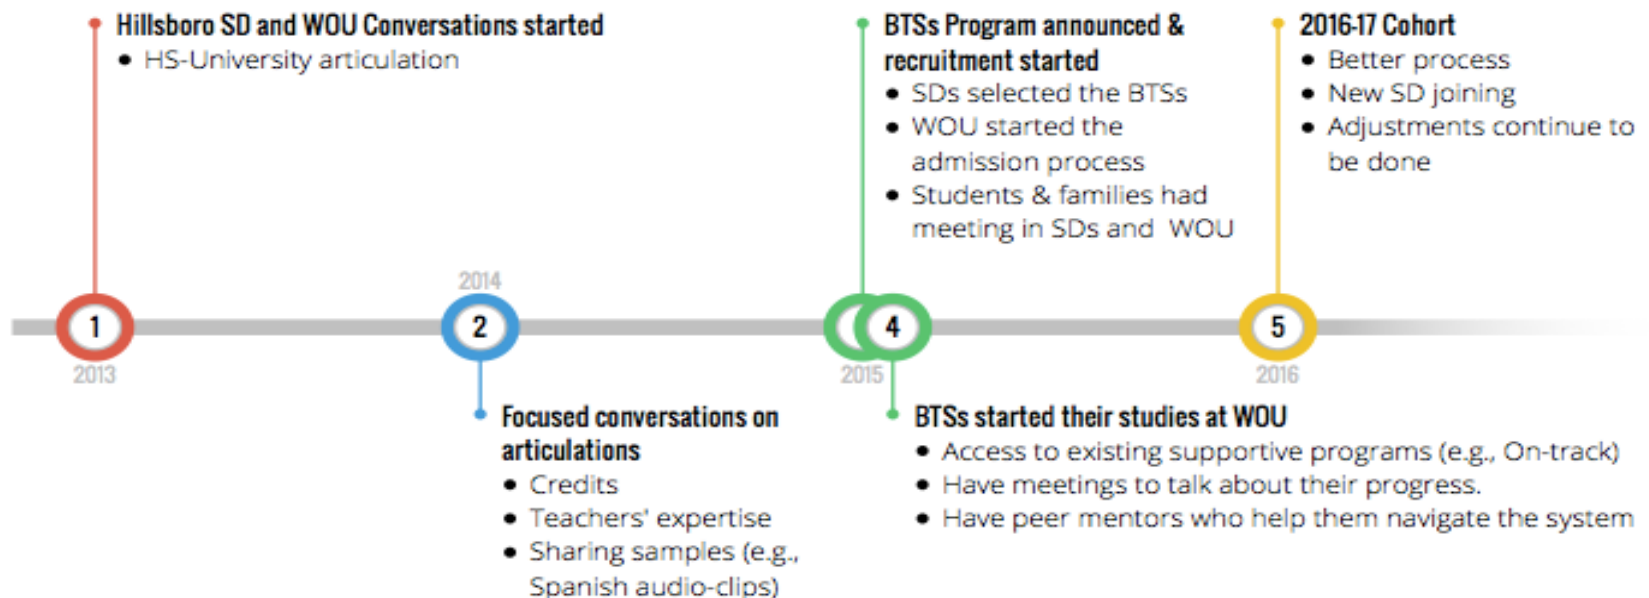 Hillsboro SD and WOU Conversations started
• HS-University articulation
BTSs Program announced &
recruitment started
• SDs selected the BTSs
• WOU started the
admission process
• Students & families had
meeting in SDs and WOU
2016-17 Cohort
• Better process
• New SD joining
• Adjustments continue to
be done
1
2013
2014
2
4
2015
5
2016
Focused conversations on
articulations
• Credits
• Teachers' expertise
• Sharing samples (e.g.,
Spanish audio-clips)
BTSs started their studies at WOU
• Access to existing supportive programs (e.g., On-track)
• Have meetings to talk about their progress.
• Have peer mentors who help them navigate the system